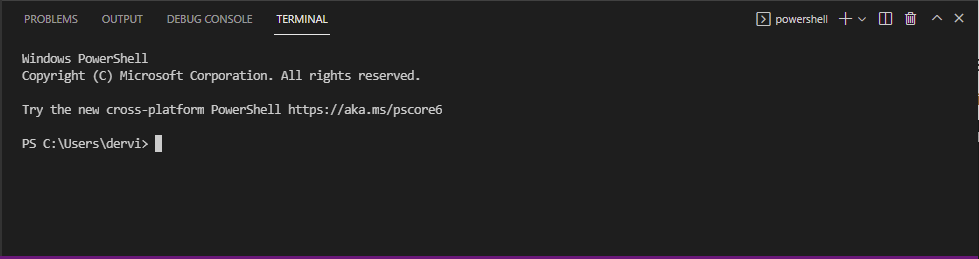 PROBLEMS OUTPUT DEBUG CONSOLE TERMINAL powershell
Windows PowerShell
Copyright (C) Microsoft Corporation. All rights reserved.
Try the new cross-platform PowerShell https://aka.ms/pscore6
PS C:\Users\dervi>